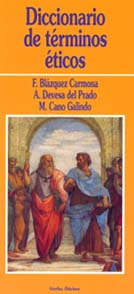 Diccionario
de términos
éticos
F. Blázquez Carmona
A. Devesa del Prado
M. Cano Galindo
Verbo Divino